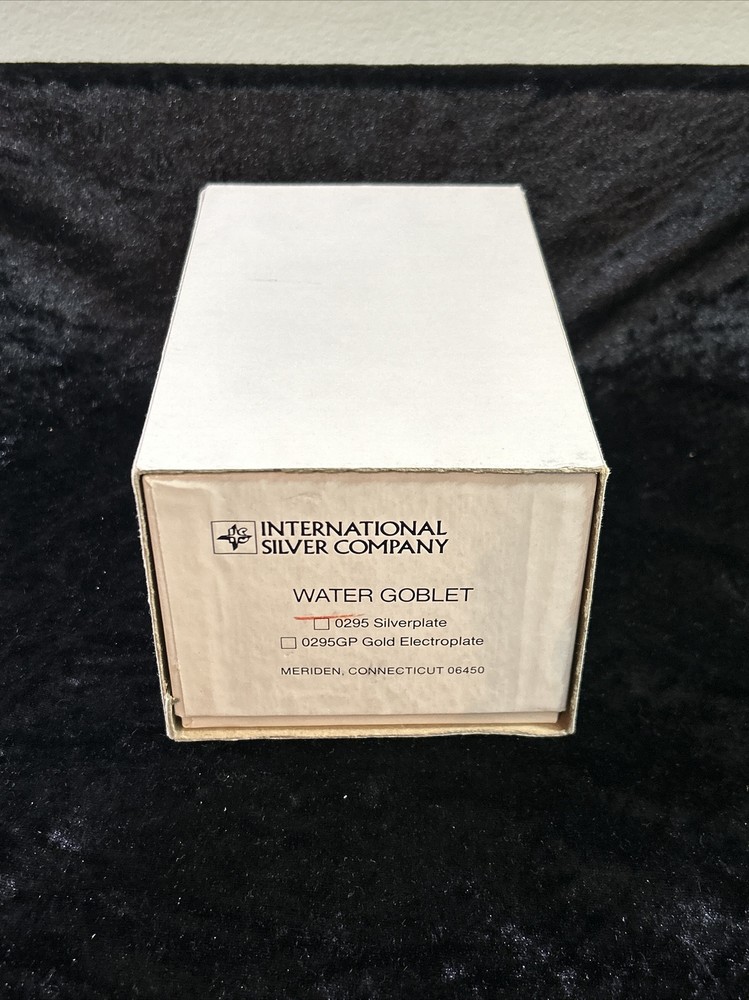 INTERNATIONAL
SILVER COMPANY
WATER GOBLET
0295 Silverplate
0295GP Gold Electroplate
MERIDEN, CONNECTICUT 06450